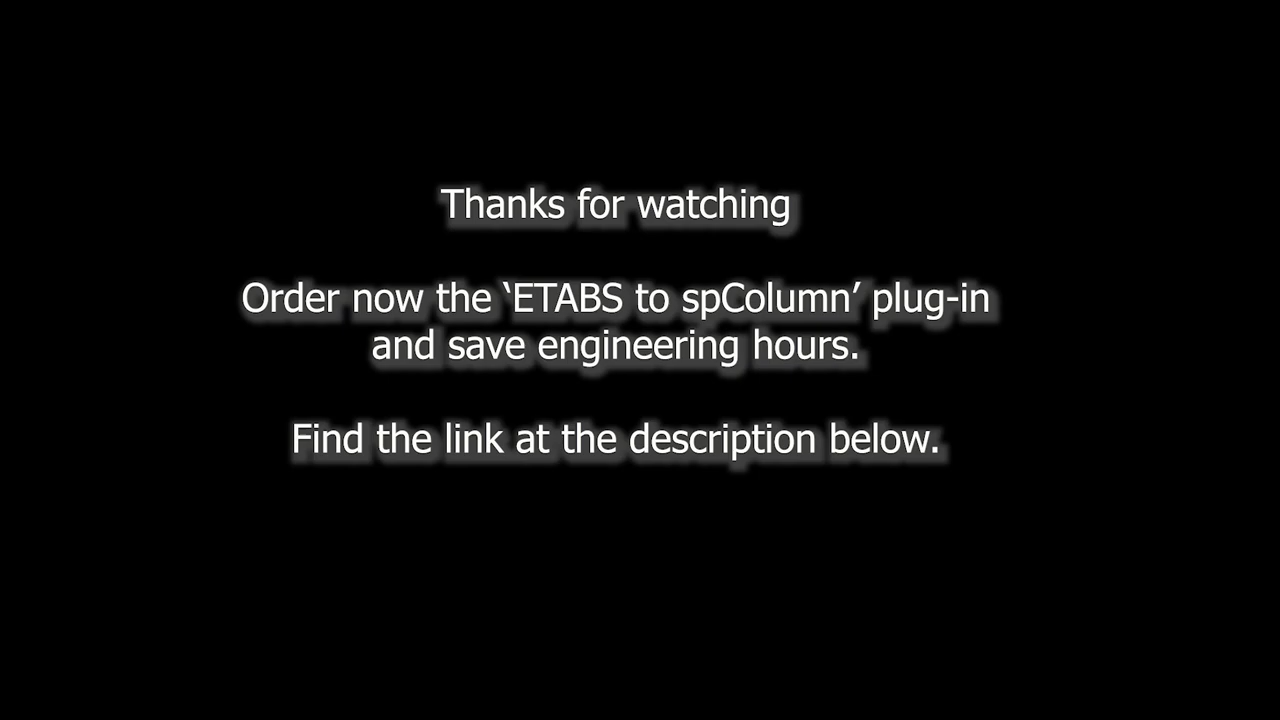 Thanks for watching
Order now the ‘ETABS to spColumn’ plug-in
and save engineering hours.
Find the link at the description below.